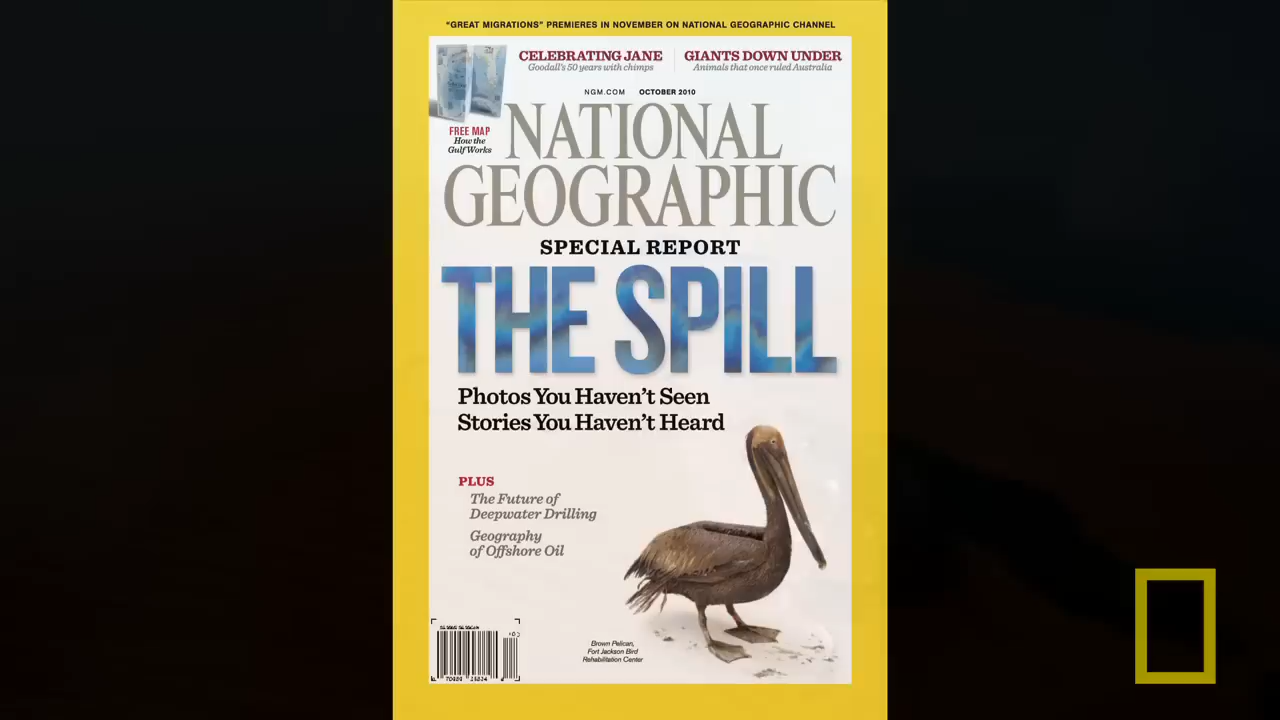 "GREAT MIGRATIONS" PREMIERES IN NOVEMBER ON NATIONAL GEOGRAPHIC CHANNEL
CELEBRATING JANE
Goodall's 50 years with chimps
GIANTS DOWN UNDER
Animals that once ruled Australia
NGM.COM OCTOBER 2010
FREE MAP
How the
Gulf Works
NATIONAL
GEOGRAPHIC
SPECIAL REPORT
THE SPILL
Photos You Haven't Seen
Stories You Haven't Heard
PLUS
The Future of
Deepwater Drilling
Geography
of Offshore Oil
Brown Pelican,
Fort Jackson Bird
Rehabilitation Center